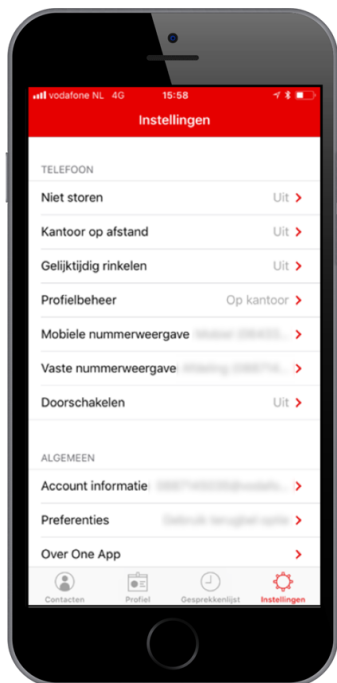 vodafone NL 4G 15:58
Instellingen
TELEFOON
Niet storen Uit
Kantoor op afstand Uit
Gelijktijdig rinkelen Uit
Profielbeheer Op kantoor
Mobiele nummerweergave
Vaste nummerweergave
Doorschakelen Uit
ALGEMEEN
Account informatie
Preferenties
Over One App
Contacten Profiel Gesprekkenlijst Instellingen